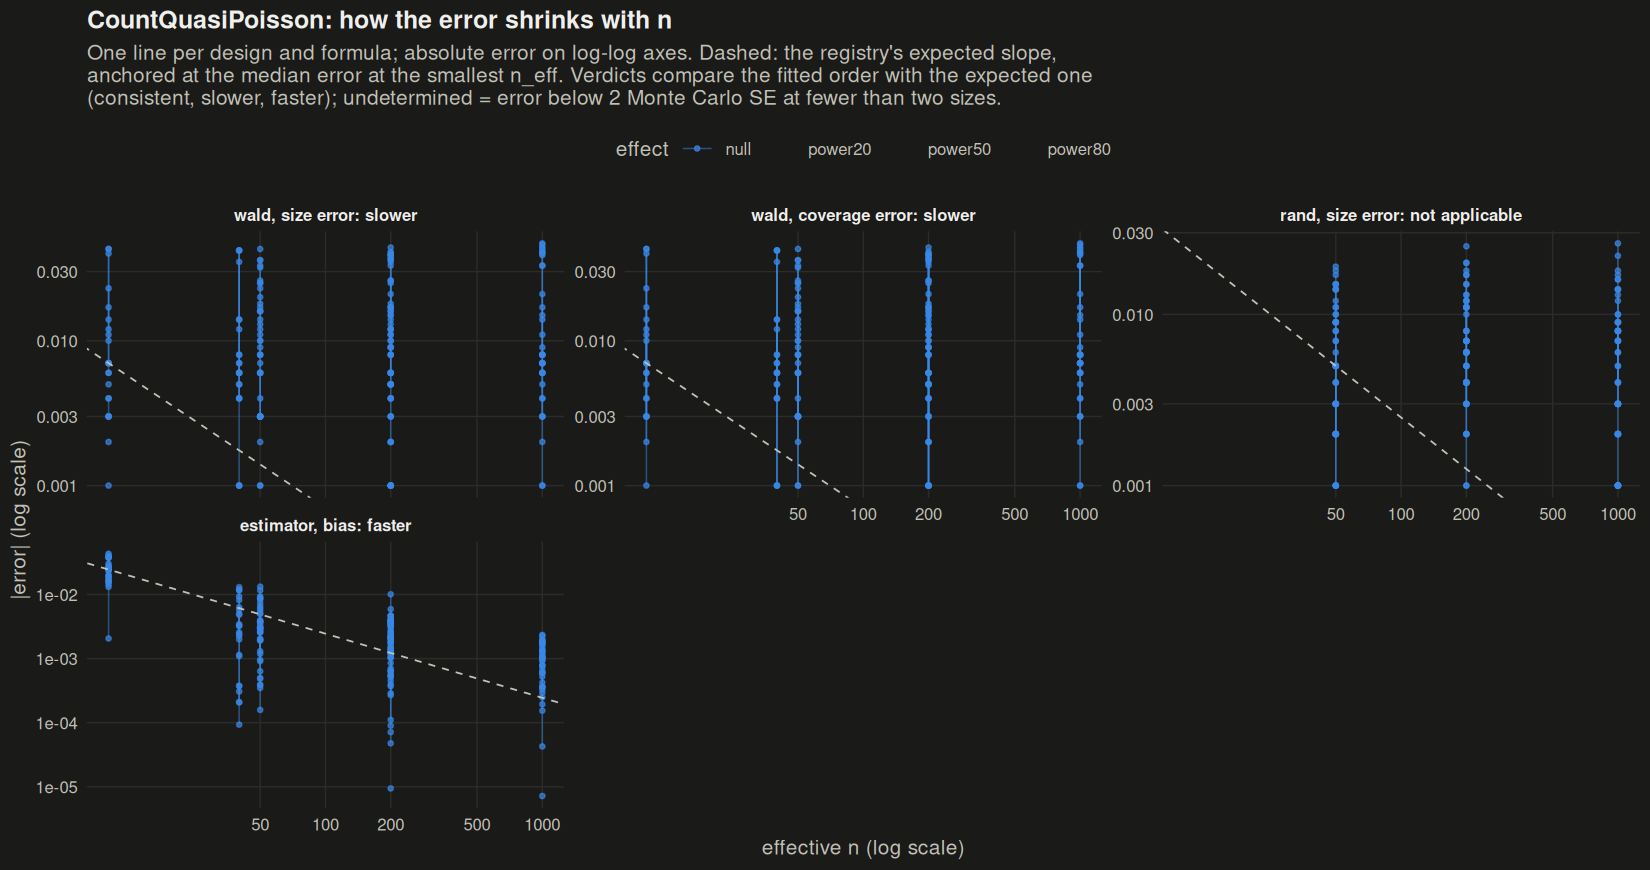 CountQuasiPoisson: how the error shrinks with n
One line per design and formula; absolute error on log-log axes. Dashed: the registry's expected slope,
anchored at the median error at the smallest n_eff. Verdicts compare the fitted order with the expected one
(consistent, slower, faster); undetermined = error below 2 Monte Carlo SE at fewer than two sizes.
effect null power20 power50 power80
wald, size error: slower
0.030
0.010
0.003
0.001
wald, coverage error: slower
0.030
0.010
0.003
0.001
50 100 200 500 1000
rand, size error: not applicable
0.030
0.010
0.003
0.001
50 100 200 500 1000
estimator, bias: faster
1e-02
1e-03
1e-04
1e-05
50 100 200 500 1000
|error| (log scale)
effective n (log scale)